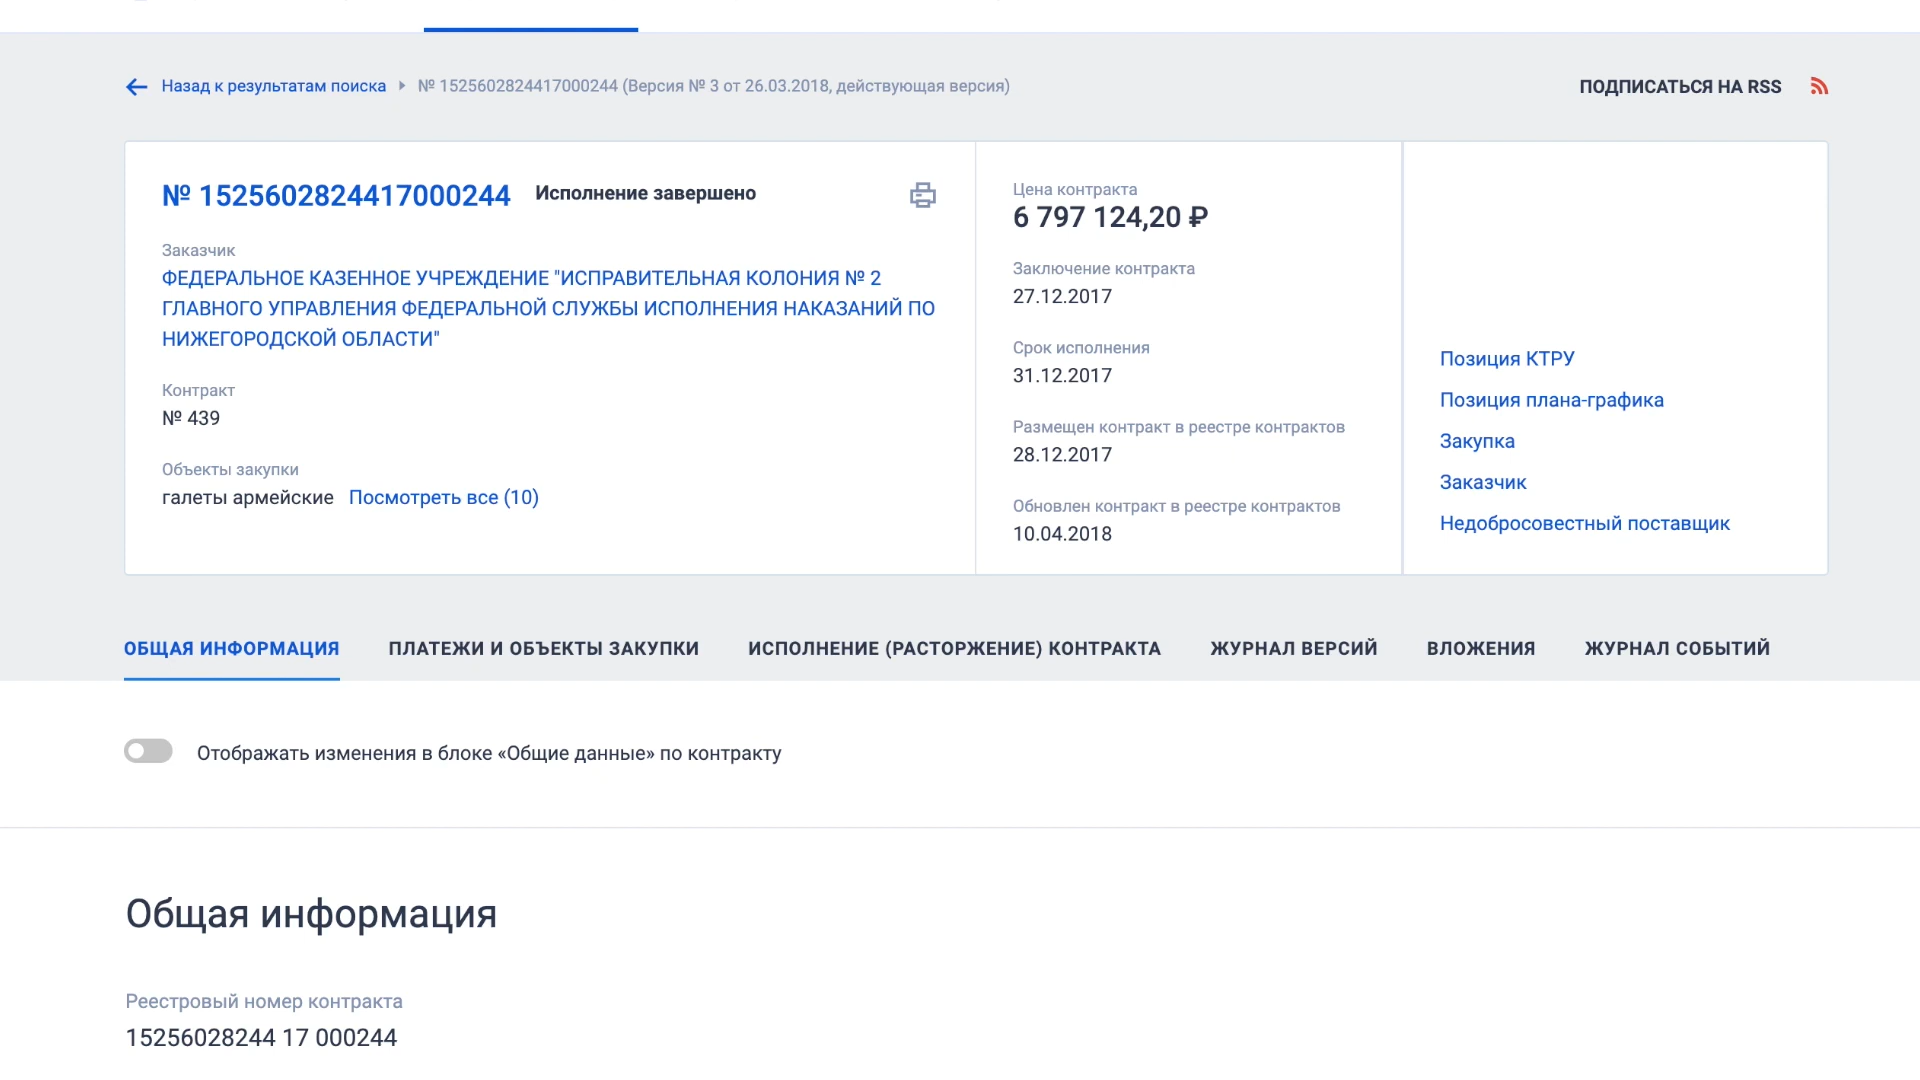 Назад к результатам поиска
№ 1525602824417000244 (Версия № 3 от 26.03.2018, действующая версия)
ПОДПИСАТЬСЯ НА RSS
№ 1525602824417000244
Исполнение завершено
Заказчик
ФЕДЕРАЛЬНОЕ КАЗЕННОЕ УЧРЕЖДЕНИЕ "ИСПРАВИТЕЛЬНАЯ КОЛОНИЯ № 2
ГЛАВНОГО УПРАВЛЕНИЯ ФЕДЕРАЛЬНОЙ СЛУЖБЫ ИСПОЛНЕНИЯ НАКАЗАНИЙ ПО
НИЖЕГОРОДСКОЙ ОБЛАСТИ"
Контракт
№ 439
Объекты закупки
галеты армейские Посмотреть все (10)
Цена контракта
6 797 124,20 ₽
Заключение контракта
27.12.2017
Срок исполнения
31.12.2017
Размещен контракт в реестре контрактов
28.12.2017
Обновлен контракт в реестре контрактов
10.04.2018
Позиция КТРУ
Позиция плана-графика
Закупка
Заказчик
Недобросовестный поставщик
ОБЩАЯ ИНФОРМАЦИЯ
ПЛАТЕЖИ И ОБЪЕКТЫ ЗАКУПКИ
ИСПОЛНЕНИЕ (РАСТОРЖЕНИЕ) КОНТРАКТА
ЖУРНАЛ ВЕРСИЙ
ВЛОЖЕНИЯ
ЖУРНАЛ СОБЫТИЙ
Отображать изменения в блоке «Общие данные» по контракту
Общая информация
Реестровый номер контракта
15256028244 17 000244